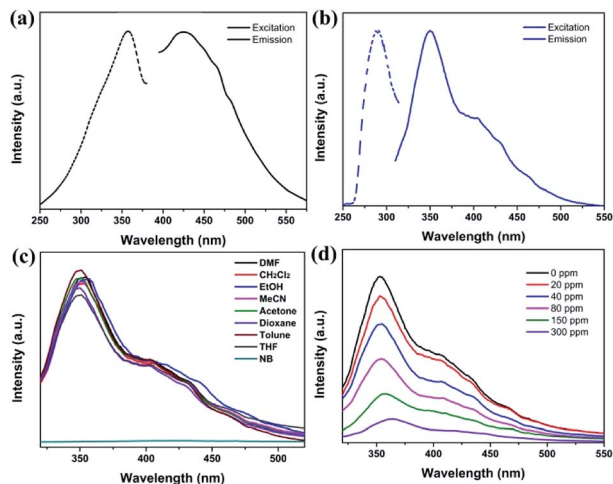 (a)
Excitation
Emission
Intensity (a.u.)
250 300 350 400 450 500 550
Wavelength (nm)
(b)
Excitation
Emission
Intensity (a.u.)
250 300 350 400 450 500 550
Wavelength (nm)
(c)
DMF
CH₂Cl₂
EtOH
MeCN
Acetone
Dioxane
Tolune
THF
NB
Intensity (a.u.)
350 400 450 500
Wavelength (nm)
(d)
0 ppm
20 ppm
40 ppm
80 ppm
150 ppm
300 ppm
Intensity (a.u.)
350 400 450 500 550 600
Wavelength (nm)